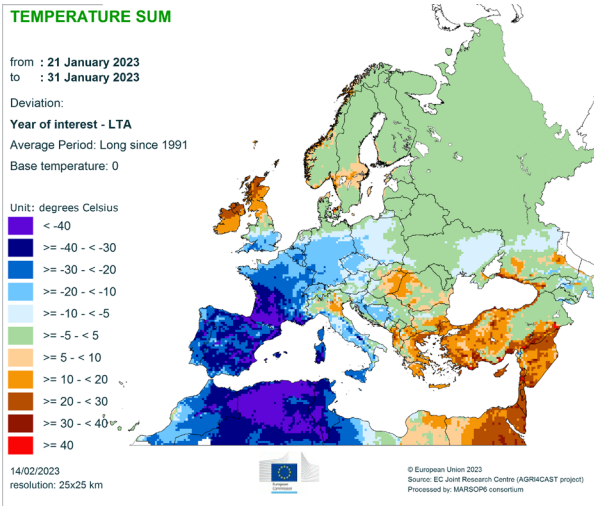 TEMPERATURE SUM
from : 21 January 2023
to : 31 January 2023
Deviation:
Year of interest - LTA
Average Period: Long since 1991
Base temperature: 0
Unit: degrees Celsius
< -40
>= -40 - < -30
>= -30 - < -20
>= -20 - < -10
>= -10 - < -5
>= -5 - < 5
>= 5 - < 10
>= 10 - < 20
>= 20 - < 30
>= 30 - < 40
>= 40
14/02/2023
resolution: 25x25 km
European
Commission
© European Union 2023
Source: EC Joint Research Centre (AGRI4CAST project)
Processed by: MARSOP6 consortium